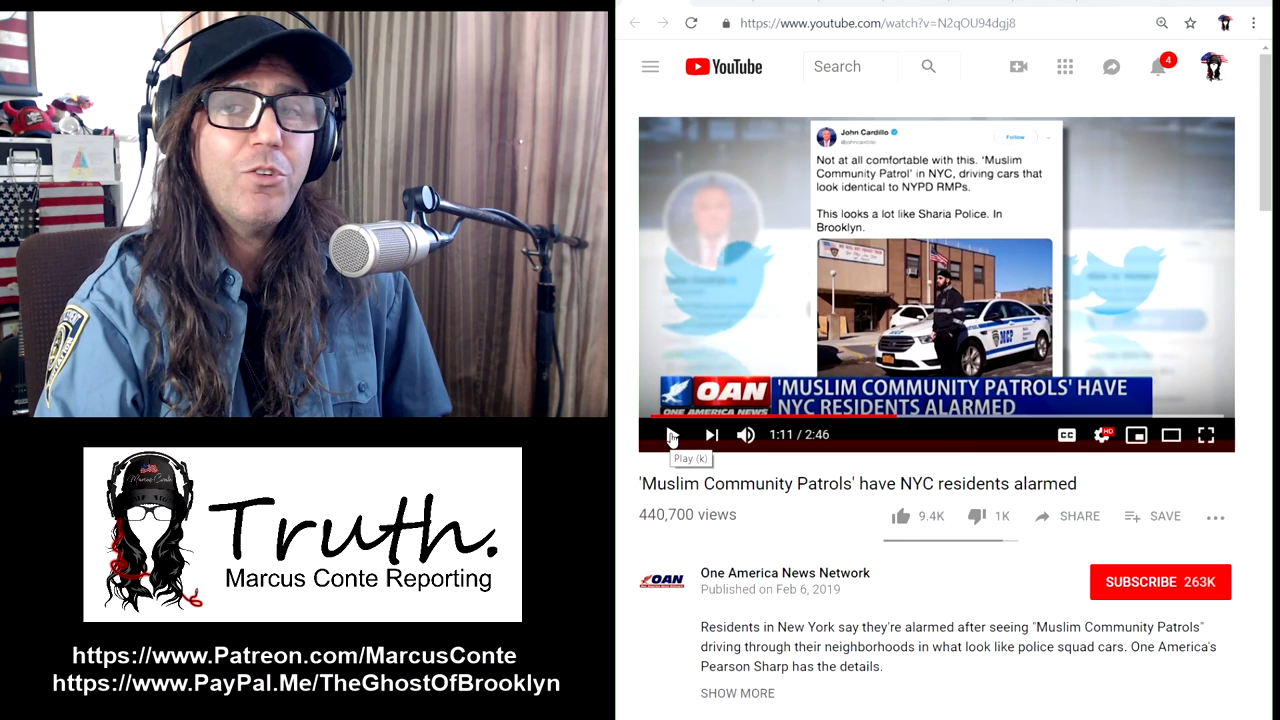 https://www.youtube.com/watch?v=N2qOU94dgj8
YouTube
Search
4
John Cardillo
@johncardillo
Follow
Not at all comfortable with this. ‘Muslim
Community Patrol’ in NYC, driving cars that
look identical to NYPD RMPs.
This looks a lot like Sharia Police. In
Brooklyn.
MCP
OAN
ONE AMERICA NEWS
'MUSLIM COMMUNITY PATROLS' HAVE
NYC RESIDENTS ALARMED
1:11 / 2:46
CC
HD
Play (k)
'Muslim Community Patrols' have NYC residents alarmed
440,700 views
9.4K
1K
SHARE
SAVE
OAN
One America News Network
Published on Feb 6, 2019
SUBSCRIBE 263K
Residents in New York say they're alarmed after seeing "Muslim Community Patrols"
driving through their neighborhoods in what look like police squad cars. One America's
Pearson Sharp has the details.
SHOW MORE
Marcus Conte
Truth.
Marcus Conte Reporting
https://www.Patreon.com/MarcusConte
https://www.PayPal.Me/TheGhostOfBrooklyn